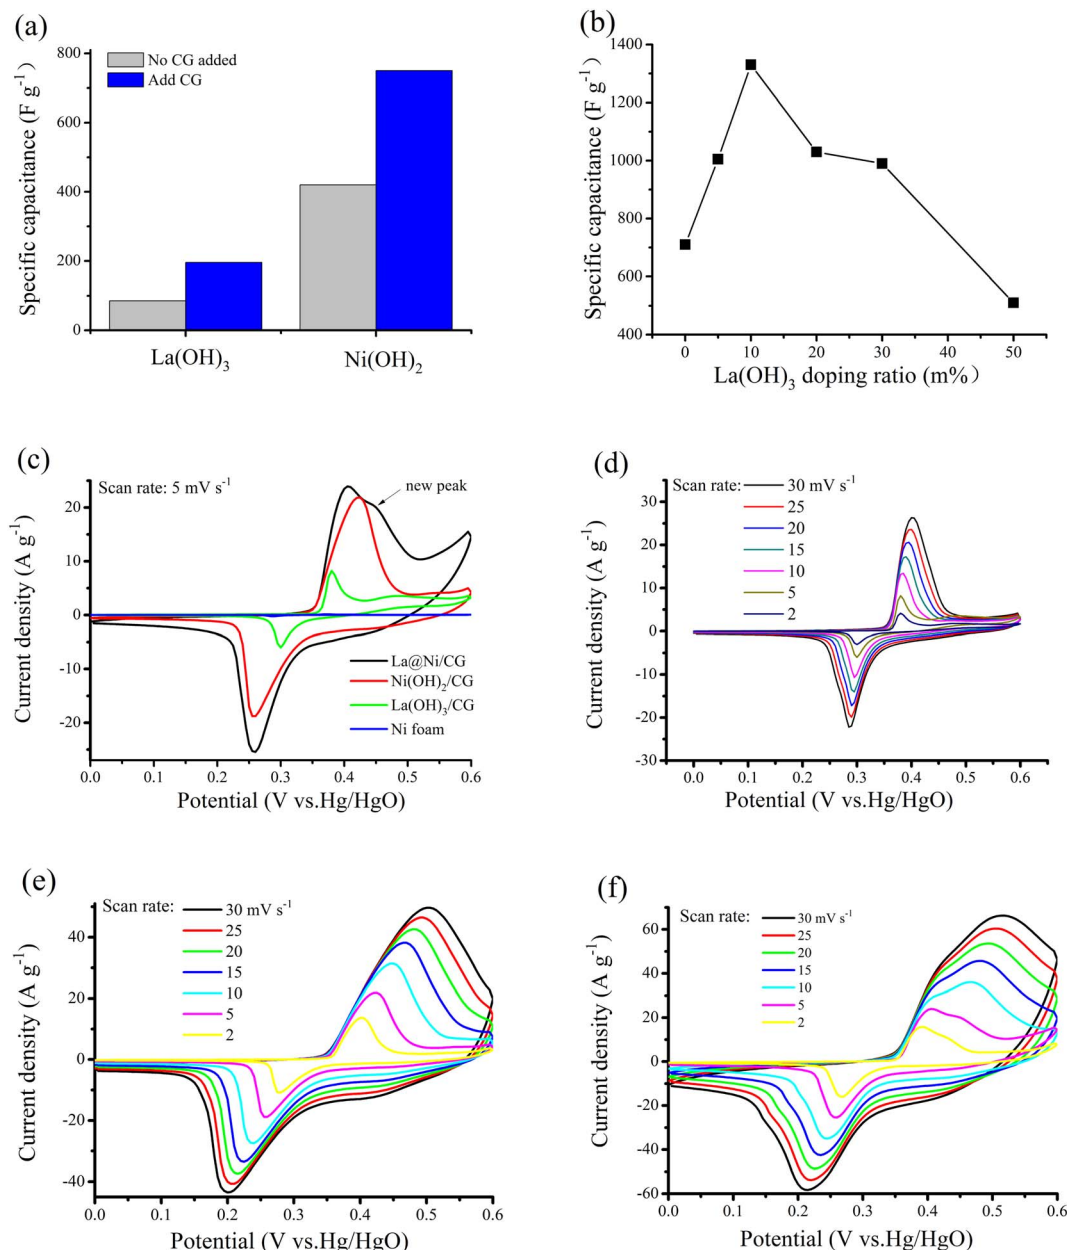 (a)
No CG added
Add CG
Specific capacitance (F g⁻¹)
800
600
400
200
0
La(OH)₃
Ni(OH)₂
(b)
Specific capacitance (F g⁻¹)
1400
1200
1000
800
600
400
0
10
20
30
40
50
La(OH)₃ doping ratio (m%）
(c)
Scan rate: 5 mV s⁻¹
new peak
Current density (A g⁻¹)
20
10
0
-10
-20
La@Ni/CG
Ni(OH)₂/CG
La(OH)₃/CG
Ni foam
0.0
0.1
0.2
0.3
0.4
0.5
0.6
Potential (V vs.Hg/HgO)
(d)
Scan rate:
30 mV s⁻¹
25
20
15
10
5
2
Current density (A g⁻¹)
30
20
10
0
-10
-20
-30
0.0
0.1
0.2
0.3
0.4
0.5
0.6
Potential (V vs.Hg/HgO)
(e)
Scan rate:
30 mV s⁻¹
25
20
15
10
5
2
Current density (A g⁻¹)
40
20
0
-20
-40
0.0
0.1
0.2
0.3
0.4
0.5
0.6
Potential (V vs.Hg/HgO)
(f)
Scan rate:
30 mV s⁻¹
25
20
15
10
5
2
Current density (A g⁻¹)
60
40
20
0
-20
-40
-60
0.0
0.1
0.2
0.3
0.4
0.5
0.6
Potential (V vs.Hg/HgO)